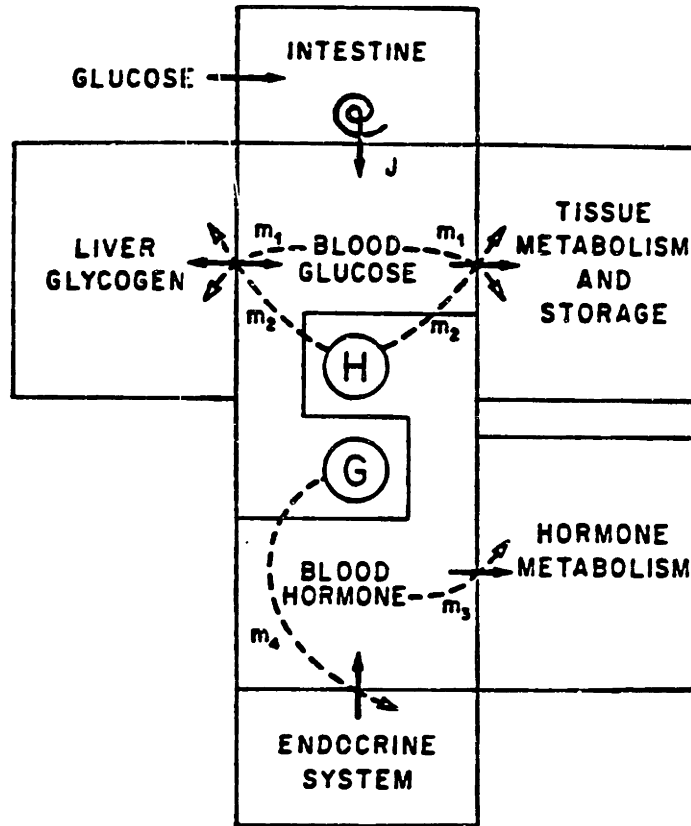 INTESTINE
GLUCOSE
J
m₁
m₁
LIVER
GLYCOGEN
BLOOD
GLUCOSE
TISSUE
METABOLISM
AND
STORAGE
m₂
m₂
H
G
BLOOD
HORMONE
HORMONE
METABOLISM
m₃
m₄
ENDOCRINE
SYSTEM